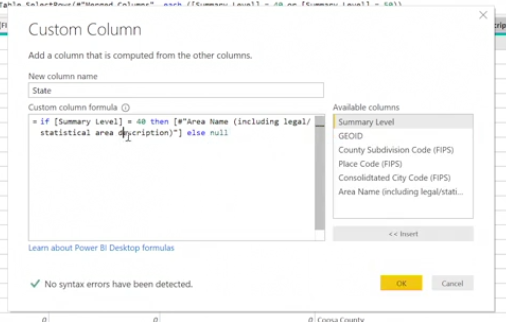 Table.SelectRows(#"Merged Columns", each ([Summary Level] = 40 or [Summary Level] = 50))
Custom Column
Add a column that is computed from the other columns.
New column name
State
Custom column formula
Available columns
= if [Summary Level] = 40 then [#"Area Name (including legal/
statistical area description)"] else null
Summary Level
GEOID
County Subdivision Code (FIPS)
Place Code (FIPS)
Consolidtated City Code (FIPS)
Area Name (including legal/stati...
<< Insert
Learn about Power BI Desktop formulas
No syntax errors have been detected.
OK
Cancel
0 0 0 Coosa County